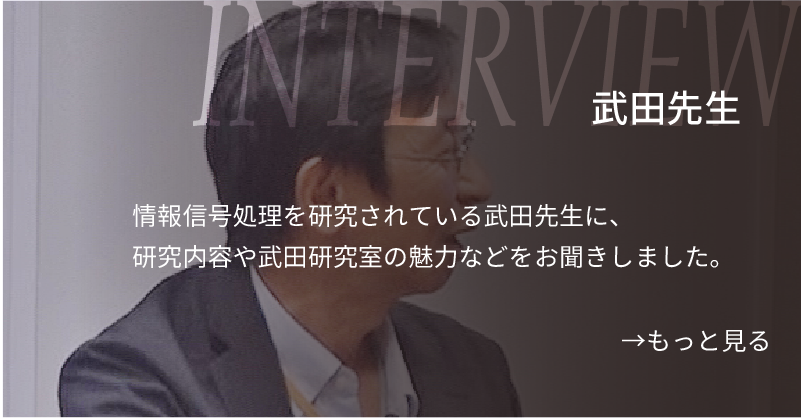 INTERVIEW
武田先生
情報信号処理を研究されている武田先生に、
研究内容や武田研究室の魅力などをお聞きしました。
→もっと見る